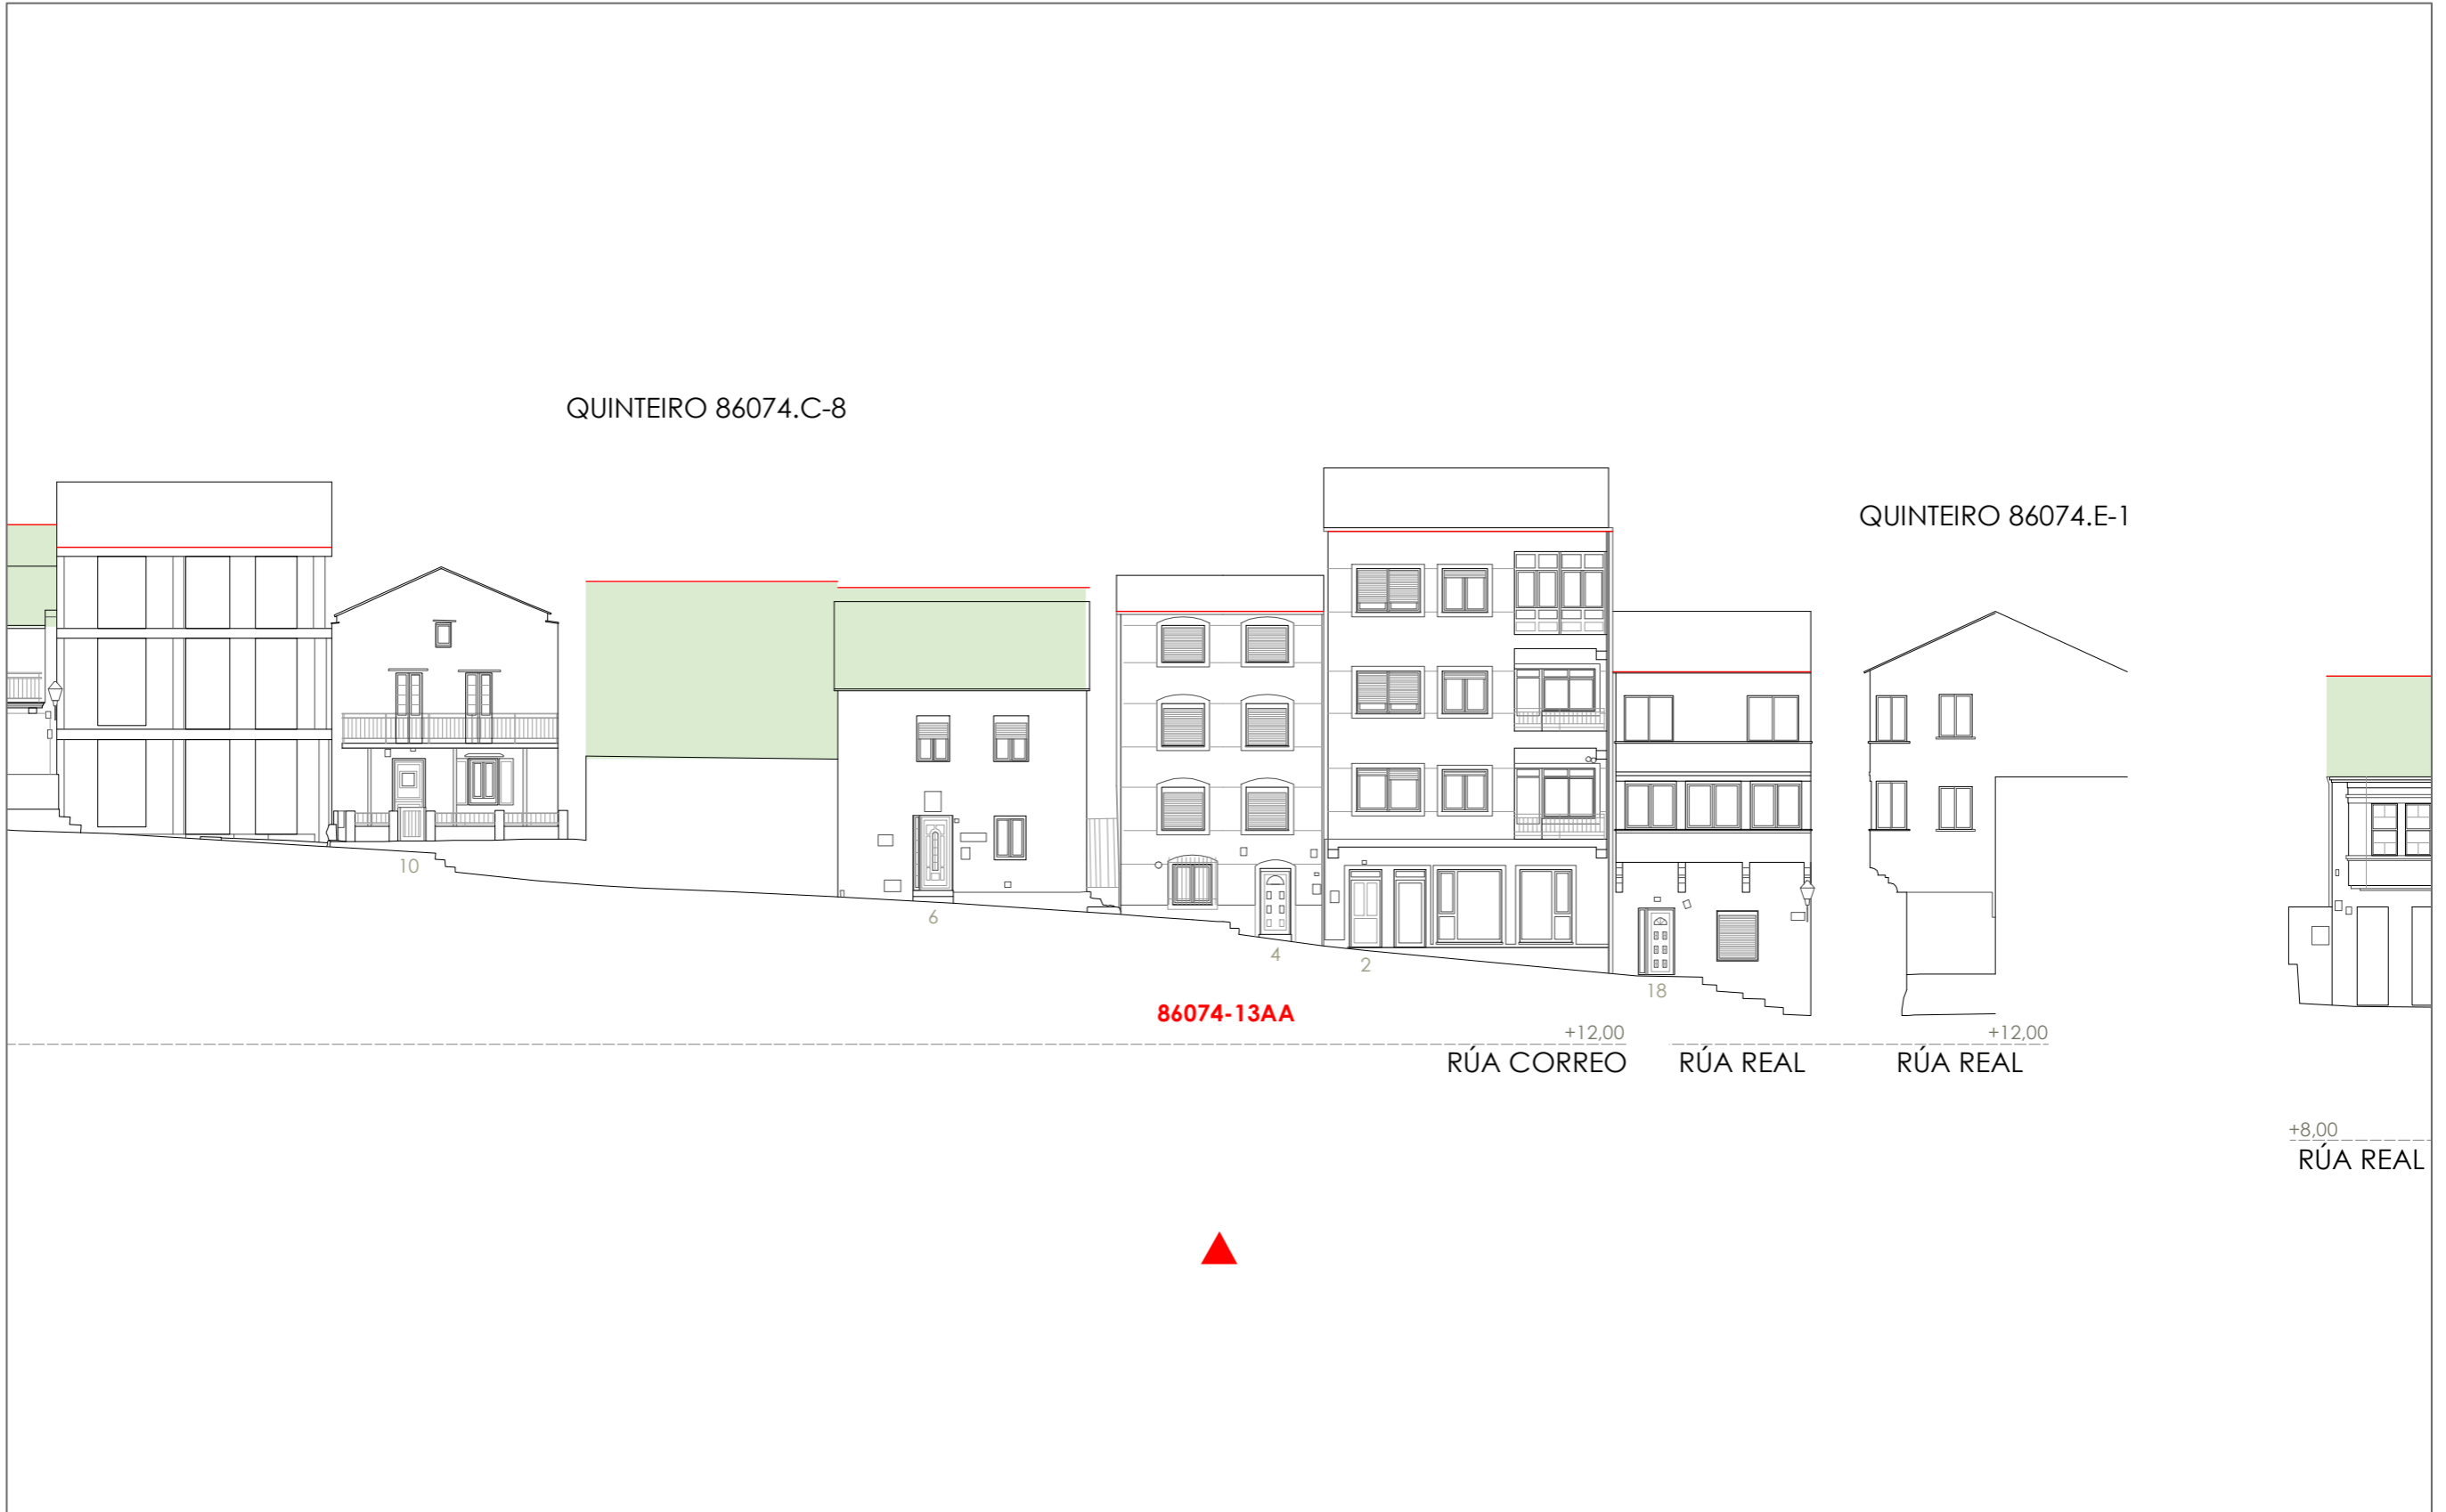 QUINTEIRO 86074.C-8
QUINTEIRO 86074.E-1
10
6
4
2
18
86074-13AA
+12,00
+12,00
RÚA CORREO
RÚA REAL
RÚA REAL
+8,00
RÚA REAL